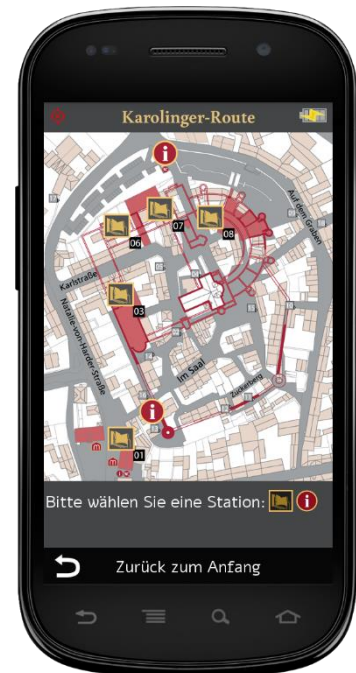 Karolinger-Route
Auf dem Graben
07
08
06
Karlstraße
03
Natalie-von-Harder-Straße
Im Saal
Zuckerberg
01
Bitte wählen Sie eine Station:
Zurück zum Anfang